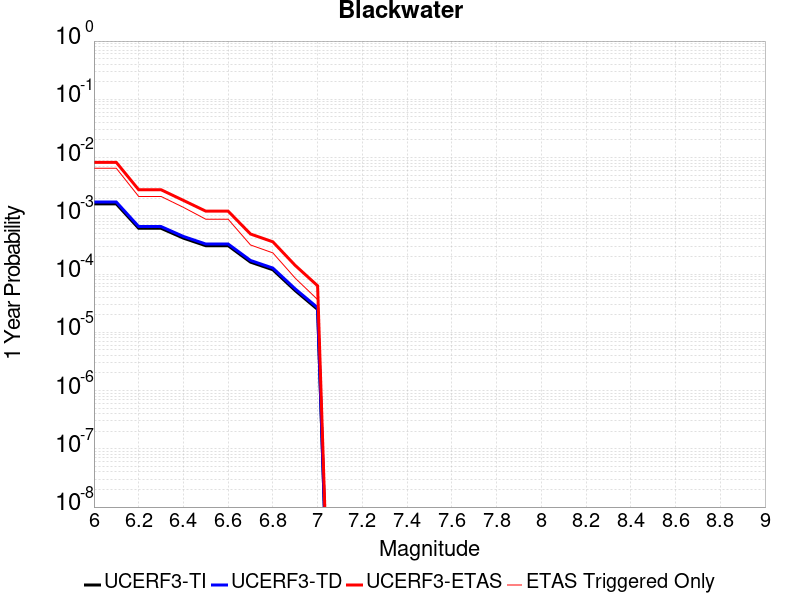 Blackwater
10^0
10^-1
10^-2
10^-3
10^-4
10^-5
10^-6
10^-7
10^-8
1 Year Probability
6 6.2 6.4 6.6 6.8 7 7.2 7.4 7.6 7.8 8 8.2 8.4 8.6 8.8 9
Magnitude
UCERF3-TI UCERF3-TD UCERF3-ETAS ETAS Triggered Only